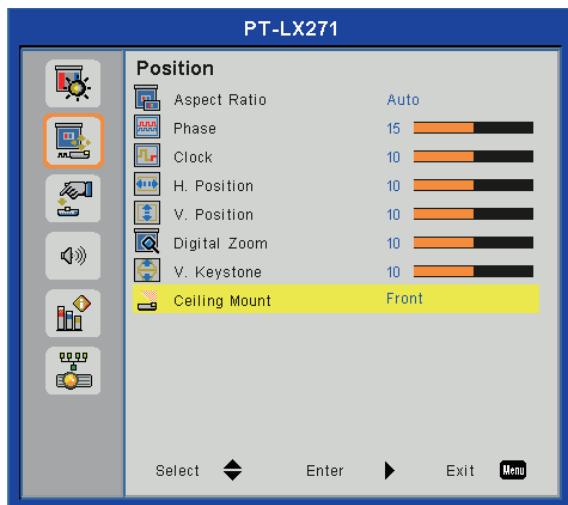 PT-LX271
Position
Aspect Ratio Auto
Phase 15
Clock 10
H. Position 10
V. Position 10
Digital Zoom 10
V. Keystone 10
Ceiling Mount Front
Select Enter Exit Menu